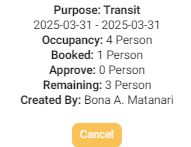 Purpose: Transit
2025-03-31 - 2025-03-31
Occupancy: 4 Person
Booked: 1 Person
Approve: 0 Person
Remaining: 3 Person
Created By: Bona A. Matanari
Cancel